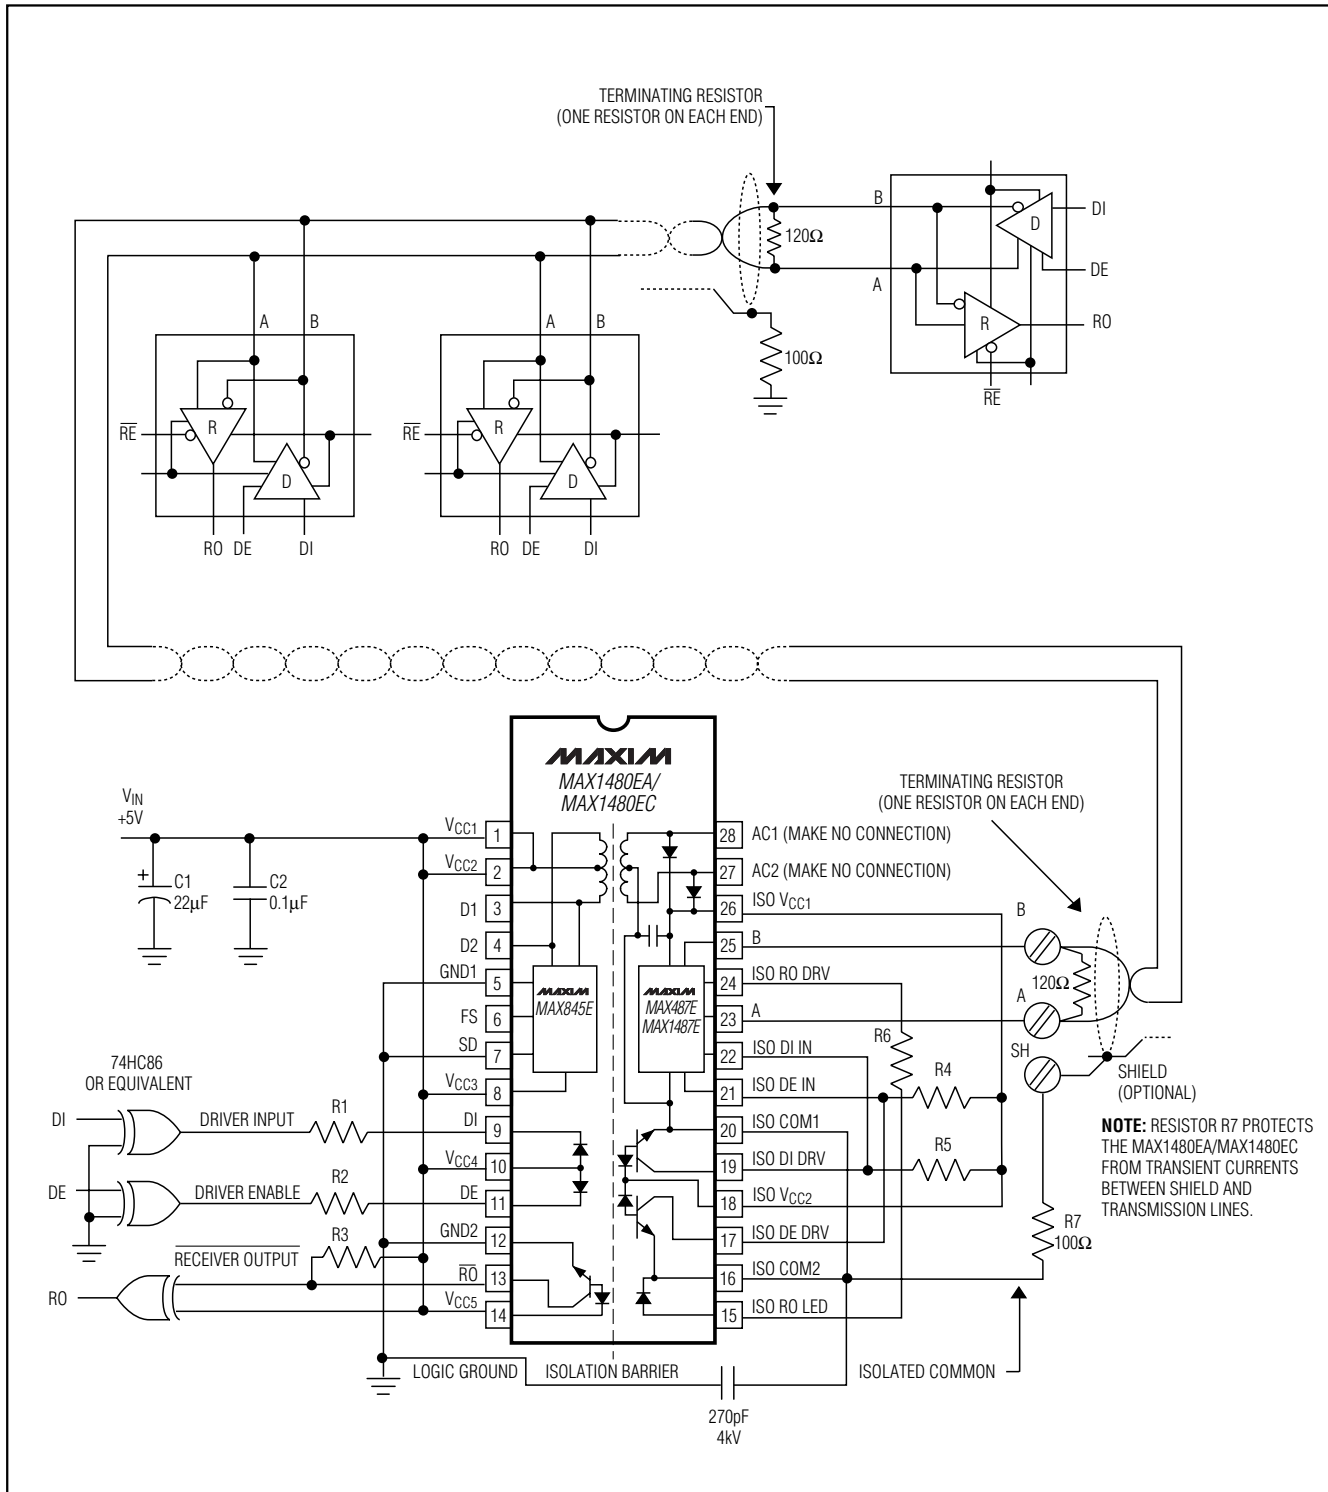 TERMINATING RESISTOR
(ONE RESISTOR ON EACH END)
B
DI
D
120Ω
DE
A
R
RO
100Ω
RE
A B
A B
RE
R
D
RO DE DI
RE
R
D
RO DE DI
MAXIM
MAX1480EA/
MAX1480EC
VIN
+5V
C1
22µF
C2
0.1µF
VCC1 1
VCC2 2
D1 3
D2 4
GND1 5
FS 6
SD 7
VCC3 8
DI 9
VCC4 10
DE 11
GND2 12
RO 13
VCC5 14
MAXIM
MAX845E
MAXIM
MAX487E
MAX1487E
28 AC1 (MAKE NO CONNECTION)
27 AC2 (MAKE NO CONNECTION)
26 ISO VCC1
25 B
24 ISO RO DRV
23 A
22 ISO DI IN
21 ISO DE IN
20 ISO COM1
19 ISO DI DRV
18 ISO VCC2
17 ISO DE DRV
16 ISO COM2
15 ISO RO LED
TERMINATING RESISTOR
(ONE RESISTOR ON EACH END)
B
120Ω
A
SH
R6
R4
R5
R7
100Ω
SHIELD
(OPTIONAL)
NOTE: RESISTOR R7 PROTECTS
THE MAX1480EA/MAX1480EC
FROM TRANSIENT CURRENTS
BETWEEN SHIELD AND
TRANSMISSION LINES.
74HC86
OR EQUIVALENT
DI
DRIVER INPUT
R1
DE
DRIVER ENABLE
R2
R3
RECEIVER OUTPUT
RO
LOGIC GROUND
ISOLATION BARRIER
ISOLATED COMMON
270pF
4kV